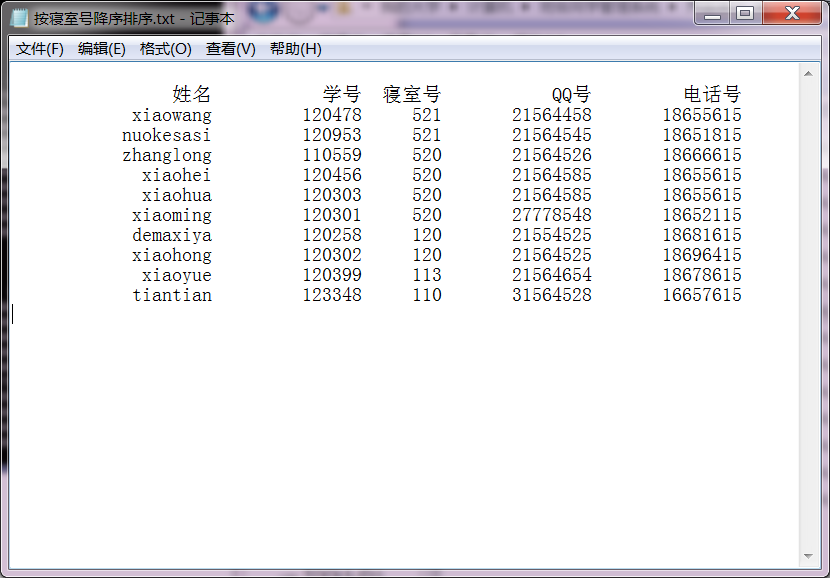 按寝室号降序排序.txt - 记事本
文件(F) 编辑(E) 格式(O) 查看(V) 帮助(H)
姓名 学号 寝室号 QQ号 电话号
xiaowang 120478 521 21564458 18655615
nuokesasi 120953 521 21564545 18651815
zhanglong 110559 520 21564526 18666615
xiaohei 120456 520 21564585 18655615
xiaohua 120303 520 21564585 18655615
xiaoming 120301 520 27778548 18652115
demaxiya 120258 120 21554525 18681615
xiaohong 120302 120 21564525 18696415
xiaoyue 120399 113 21564654 18678615
tiantian 123348 110 31564528 16657615